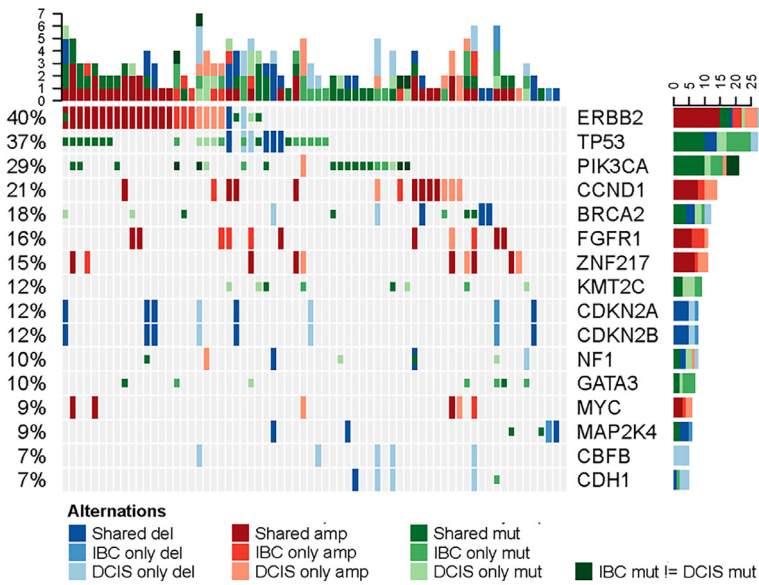 7
6
5
4
3
2
1
0
0 5 10 15 20 25
40% ERBB2
37% TP53
29% PIK3CA
21% CCND1
18% BRCA2
16% FGFR1
15% ZNF217
12% KMT2C
12% CDKN2A
12% CDKN2B
10% NF1
10% GATA3
9% MYC
9% MAP2K4
7% CBFB
7% CDH1
Alternations
Shared del Shared amp Shared mut
IBC only del IBC only amp IBC only mut
DCIS only del DCIS only amp DCIS only mut IBC mut != DCIS mut